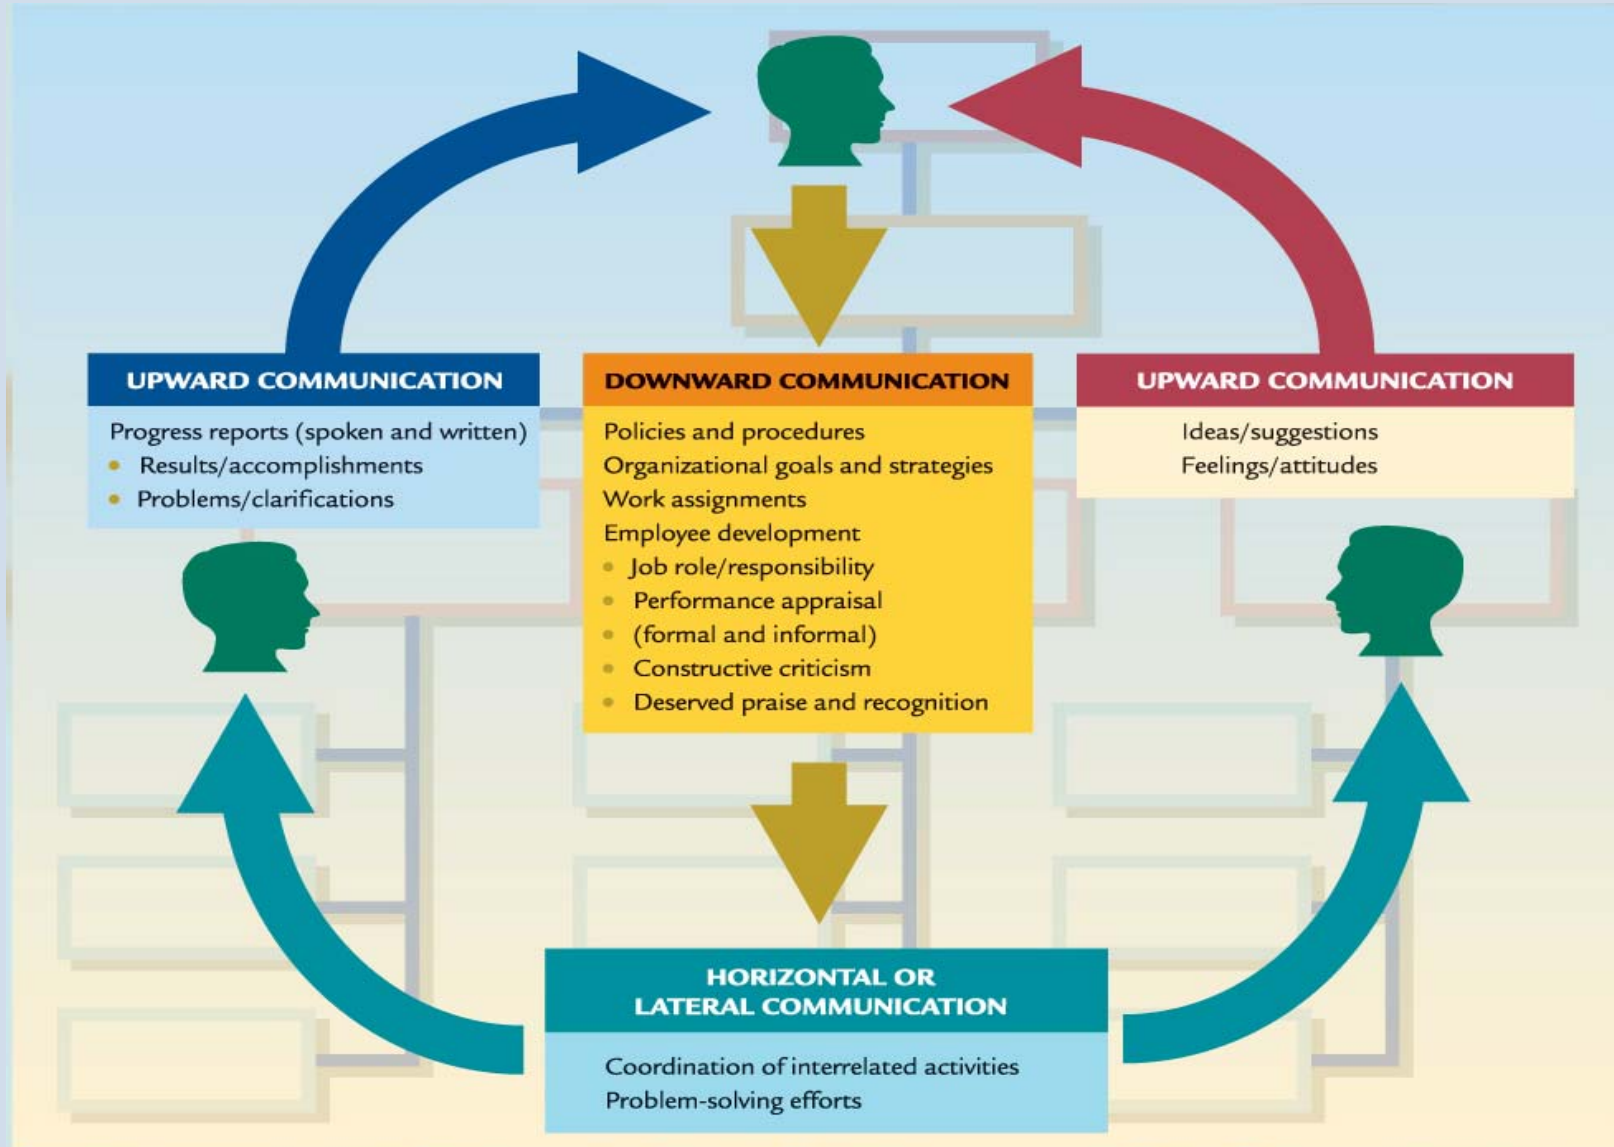 UPWARD COMMUNICATION
Progress reports (spoken and written)
• Results/accomplishments
• Problems/clarifications
DOWNWARD COMMUNICATION
Policies and procedures
Organizational goals and strategies
Work assignments
Employee development
• Job role/responsibility
• Performance appraisal
• (formal and informal)
• Constructive criticism
• Deserved praise and recognition
UPWARD COMMUNICATION
Ideas/suggestions
Feelings/attitudes
HORIZONTAL OR
LATERAL COMMUNICATION
Coordination of interrelated activities
Problem-solving efforts